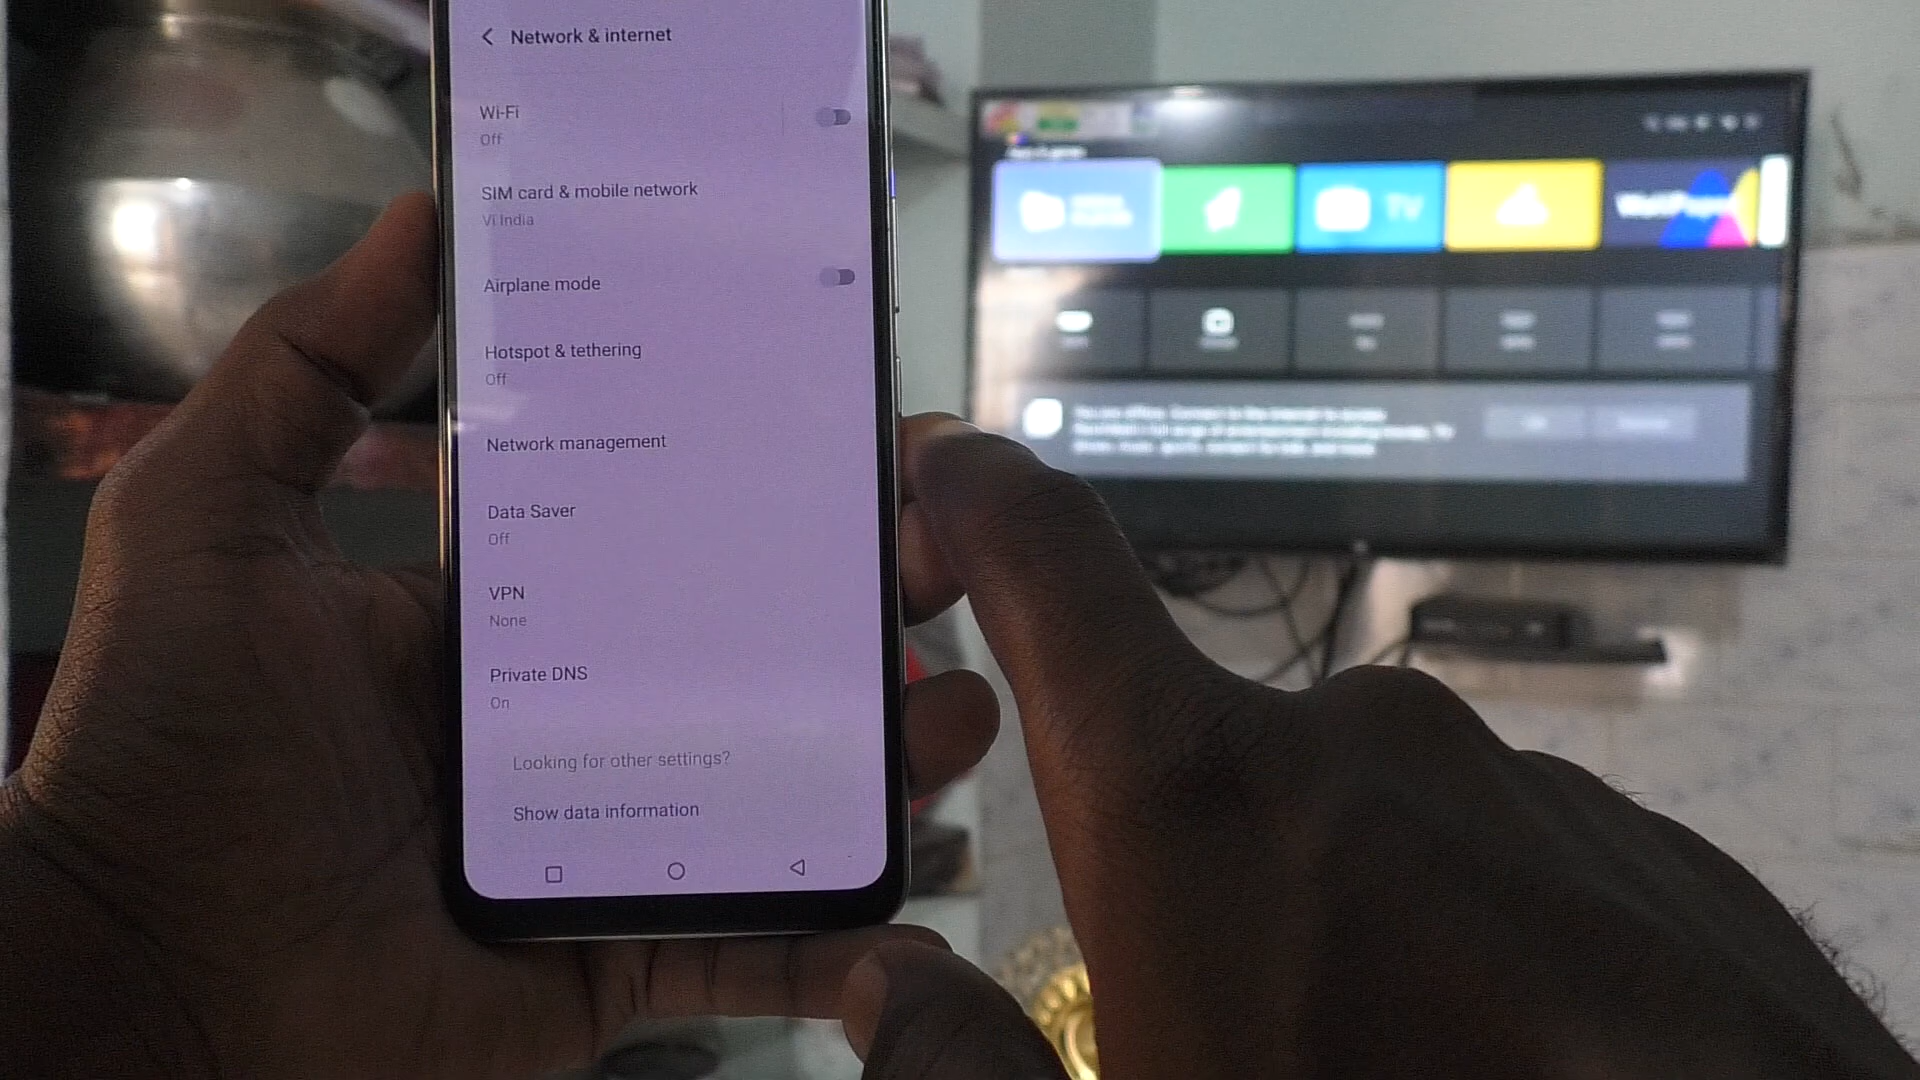 Network & internet
Wi-Fi
Off
SIM card & mobile network
Vi India
Airplane mode
Hotspot & tethering
Off
Network management
Data Saver
Off
VPN
None
Private DNS
On
Looking for other settings?
Show data information
TV